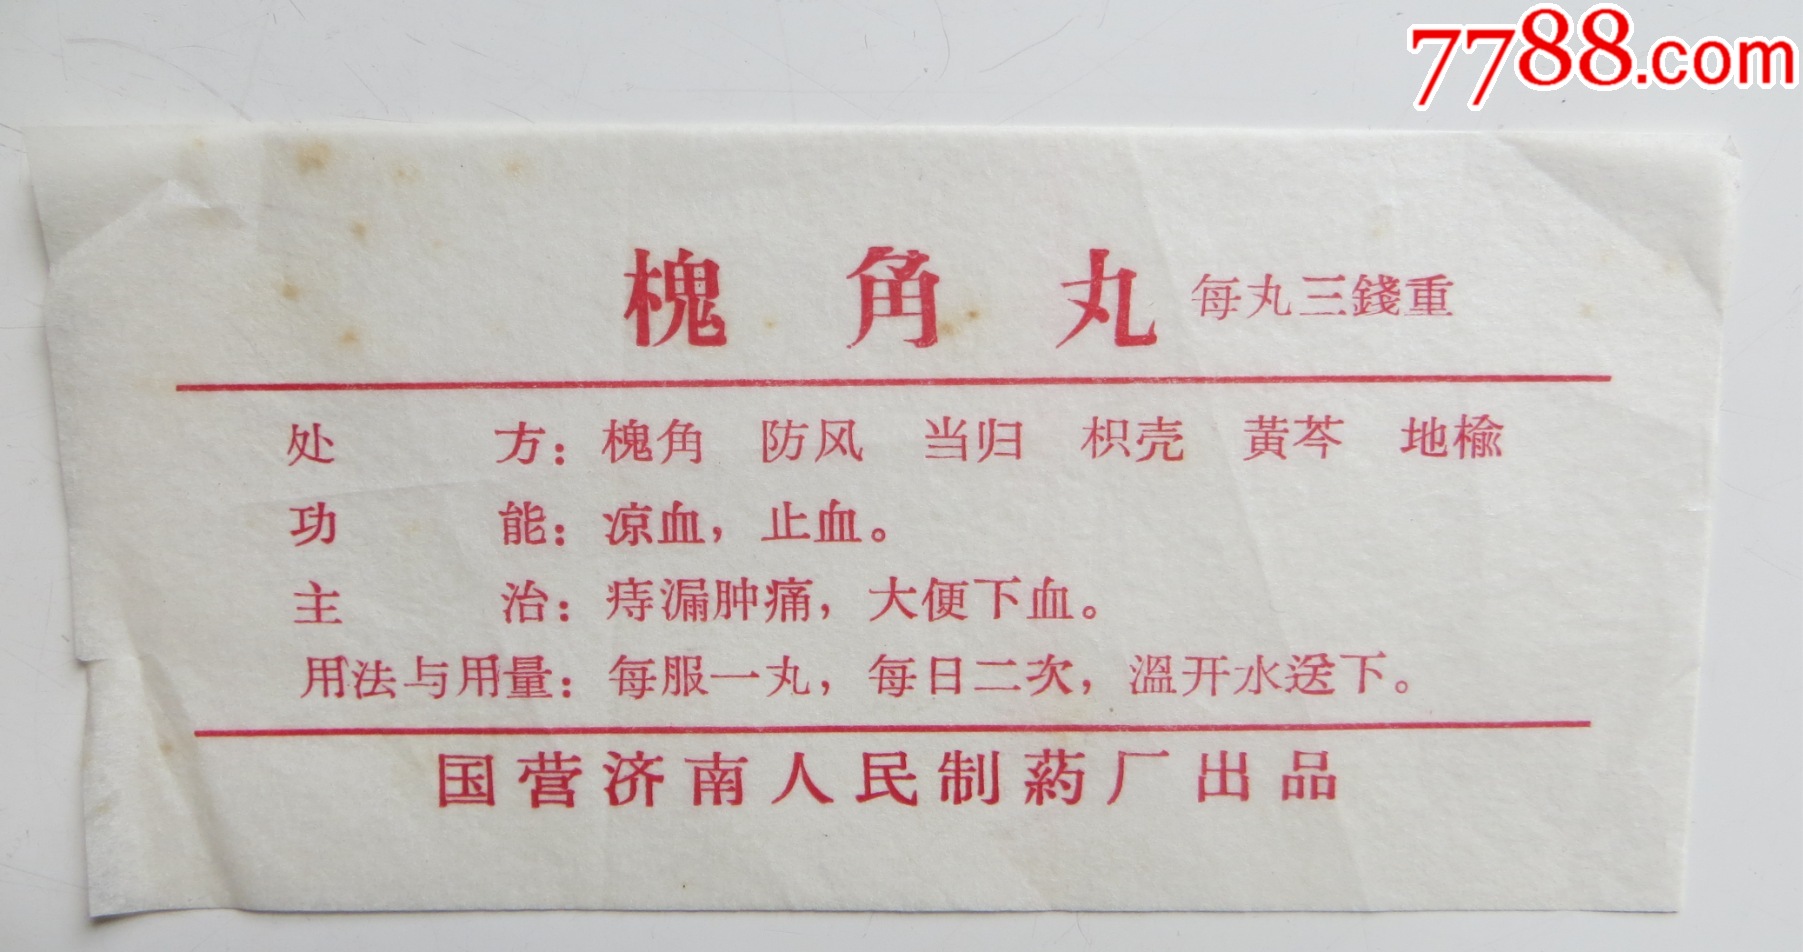 7788.com
槐角丸 每丸三錢重
处方：槐角 防风 当归 枳壳 黃芩 地榆
功能：凉血，止血。
主治：痔漏肿痛，大便下血。
用法与用量：每服一丸，每日二次，溫开水送下。
国营济南人民制葯厂出品